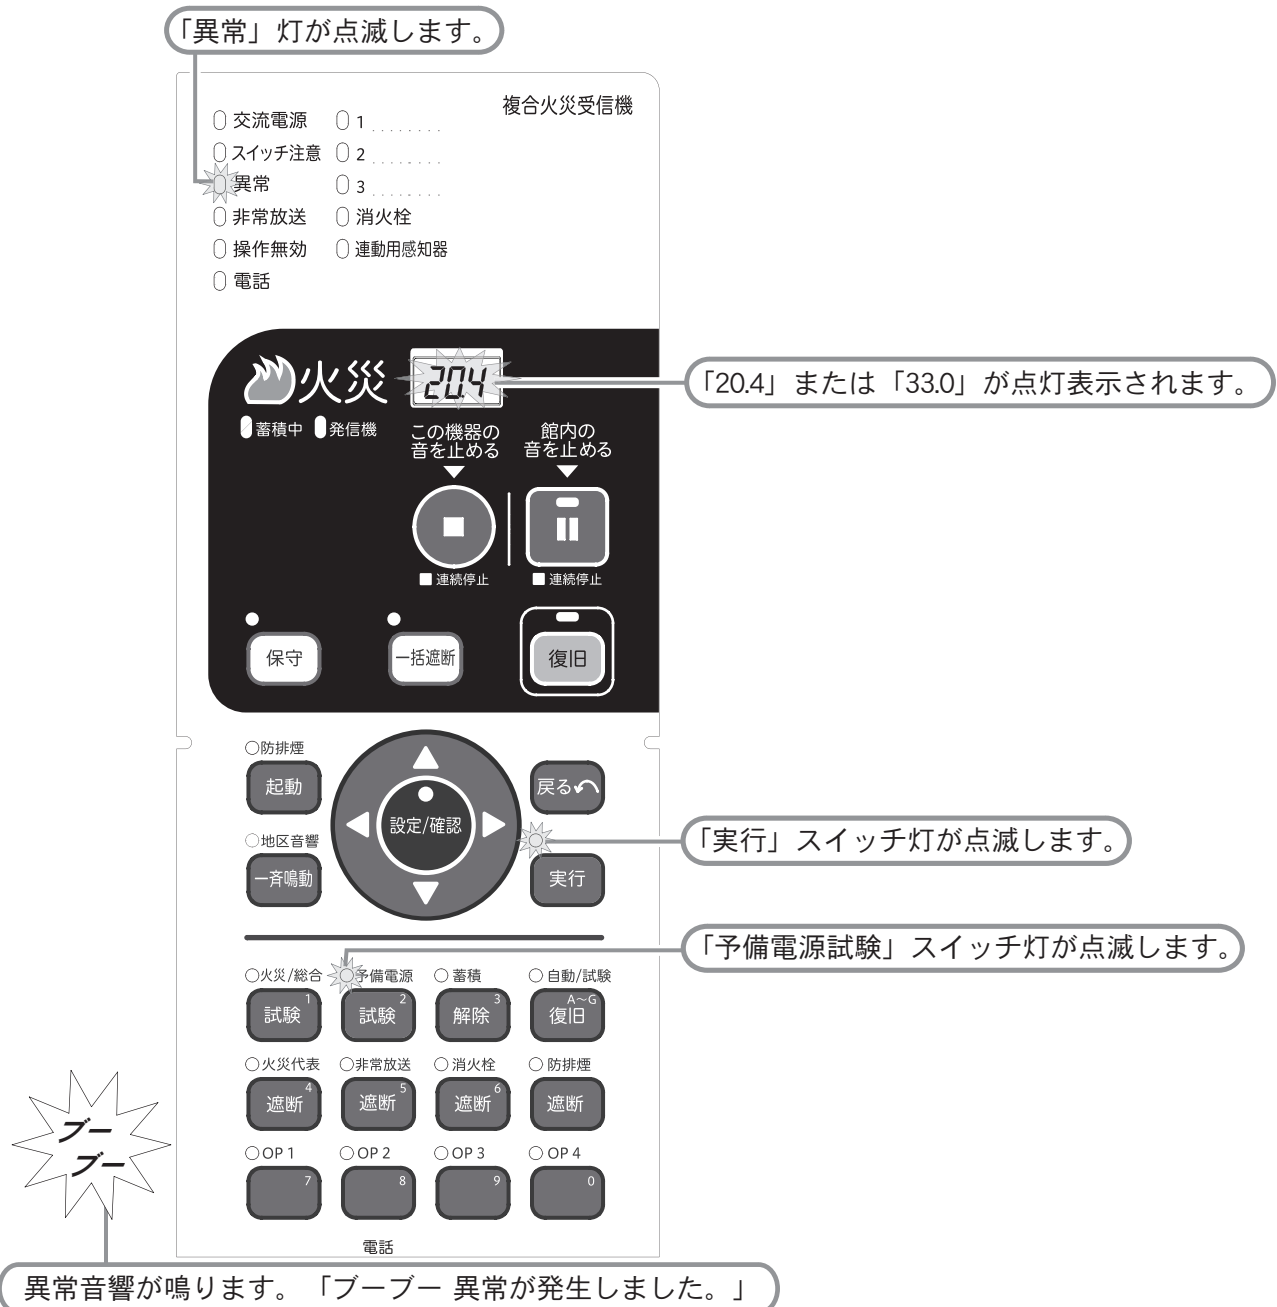 「異常」灯が点滅します。
複合火災受信機
交流電源 1
スイッチ注意 2
異常 3
非常放送 消火栓
操作無効 連動用感知器
電話
火災 20.4
「20.4」または「33.0」が点灯表示されます。
蓄積中 発信機
この機器の
音を止める
館内の
音を止める
連続停止 連続停止
保守 一括遮断 復旧
防排煙
起動
設定/確認
戻る
地区音響
一斉鳴動
実行
「実行」スイッチ灯が点滅します。
「予備電源試験」スイッチ灯が点滅します。
火災/総合 予備電源 蓄積 自動/試験
試験 1 試験 2 解除 3 復旧 A〜G
火災代表 非常放送 消火栓 防排煙
遮断 4 遮断 5 遮断 6 遮断
OP 1 OP 2 OP 3 OP 4
7 8 9 0
ブー
ブー
電話
異常音響が鳴ります。「ブーブー 異常が発生しました。」